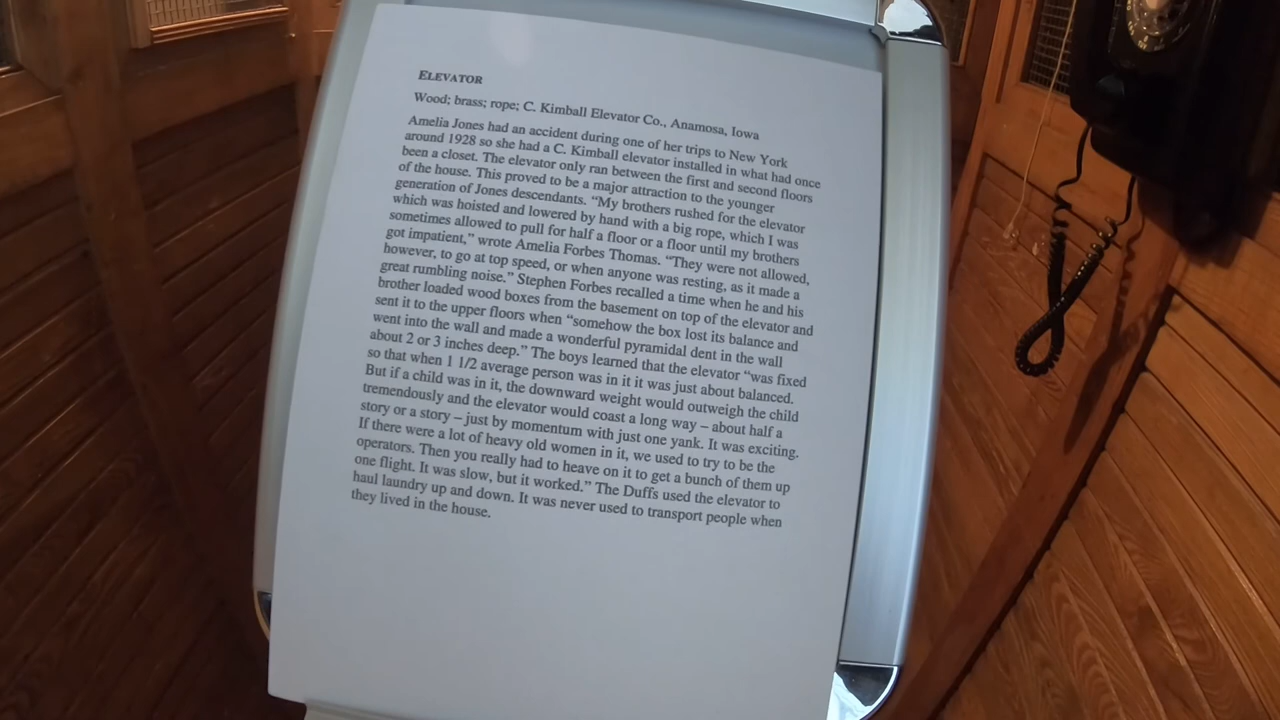 ELEVATOR
Wood; brass; rope; C. Kimball Elevator Co., Anamosa, Iowa
Amelia Jones had an accident during one of her trips to New York
around 1928 so she had a C. Kimball elevator installed in what had once
been a closet. The elevator only ran between the first and second floors
of the house. This proved to be a major attraction to the younger
generation of Jones descendants. “My brothers rushed for the elevator
which was hoisted and lowered by hand with a big rope, which I was
sometimes allowed to pull for half a floor or a floor until my brothers
got impatient,” wrote Amelia Forbes Thomas. “They were not allowed,
however, to go at top speed, or when anyone was resting, as it made a
great rumbling noise.” Stephen Forbes recalled a time when he and his
brother loaded wood boxes from the basement on top of the elevator and
sent it to the upper floors when “somehow the box lost its balance and
went into the wall and made a wonderful pyramidal dent in the wall
about 2 or 3 inches deep.” The boys learned that the elevator “was fixed
so that when 1 1/2 average person was in it it was just about balanced.
But if a child was in it, the downward weight would outweigh the child
tremendously and the elevator would coast a long way – about half a
story or a story – just by momentum with just one yank. It was exciting.
If there were a lot of heavy old women in it, we used to try to be the
operators. Then you really had to heave on it to get a bunch of them up
one flight. It was slow, but it worked.” The Duffs used the elevator to
haul laundry up and down. It was never used to transport people when
they lived in the house.